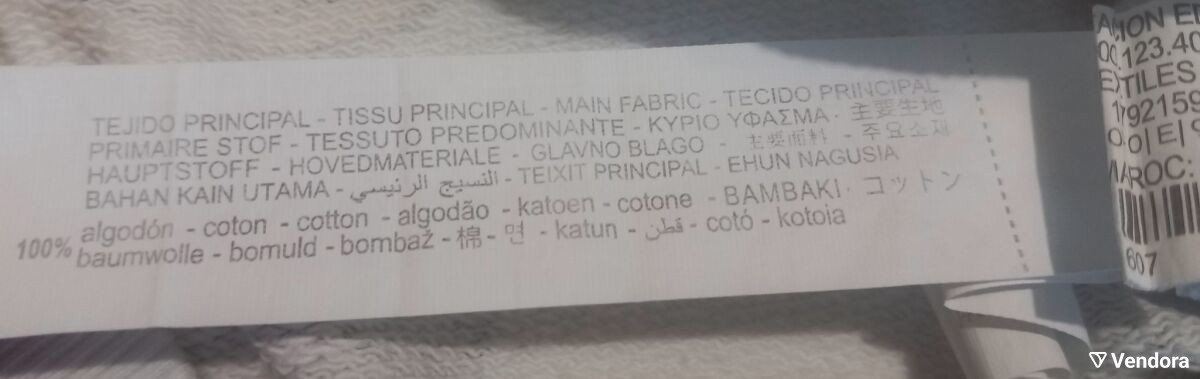 TEJIDO PRINCIPAL - TISSU PRINCIPAL - MAIN FABRIC - TECIDO PRINCIPAL
PRIMAIRE STOF - TESSUTO PREDOMINANTE - ΚΥΡΙΟ ΥΦΑΣΜΑ · 主要生地
HAUPTSTOFF - HOVEDMATERIALE - GLAVNO BLAGO - 主要面料 - 주요소재
BAHAN KAIN UTAMA - النسيج الرئيسي - TEIXIT PRINCIPAL - EHUN NAGUSIA
100% algodón - coton - cotton - algodão - katoen - cotone - BAMBAKI · コットン
baumwolle - bomuld - bombaž - 棉 - 면 - katun - قطن - cotó - kotoia
123.40
TILES
MAROC:
607
Vendora